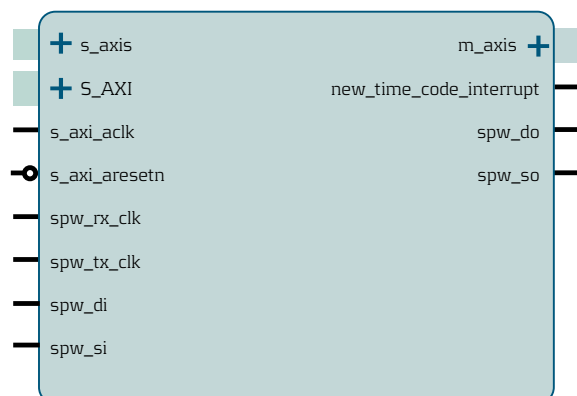 s_axis
S_AXI
s_axi_aclk
s_axi_aresetn
spw_rx_clk
spw_tx_clk
spw_di
spw_si
m_axis
new_time_code_interrupt
spw_do
spw_so